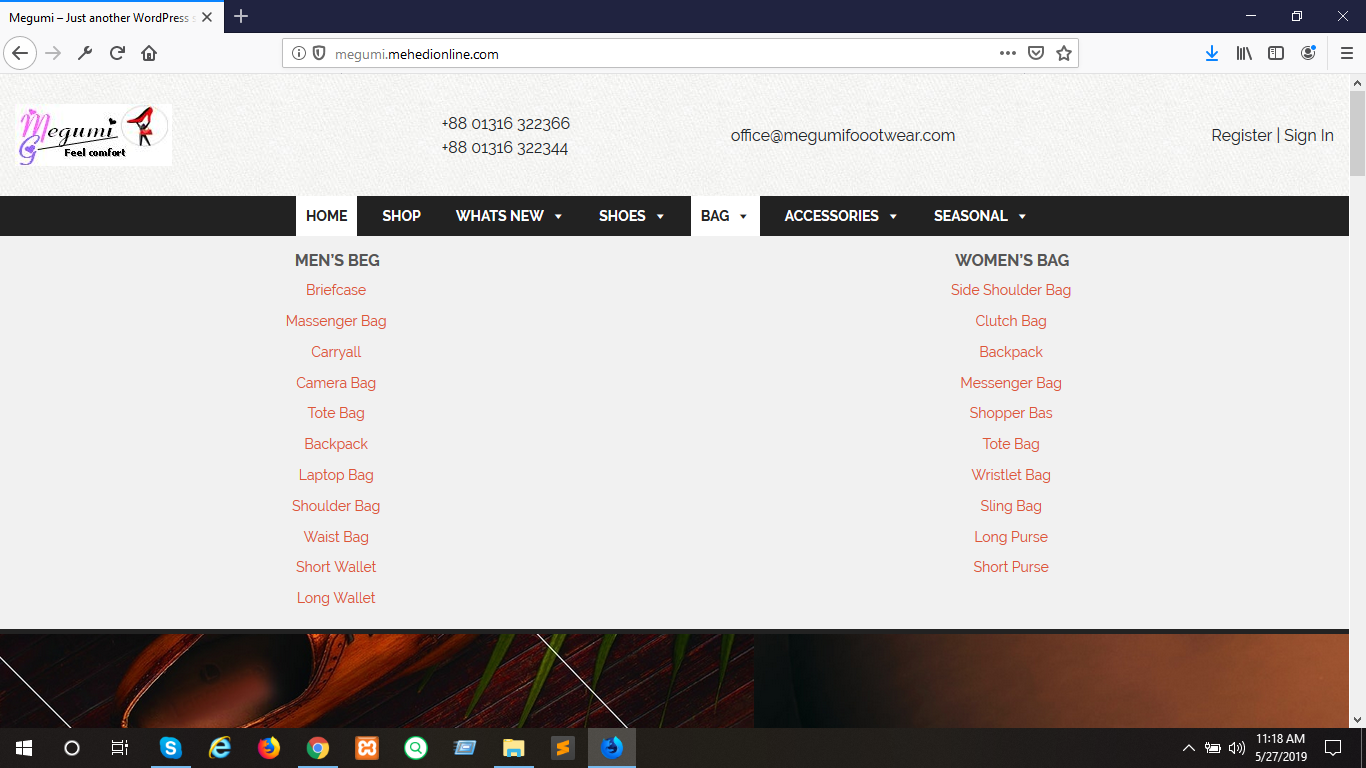 Megumi – Just another WordPress s
megumi.mehedionline.com
Megumi
G
Feel comfort
+88 01316 322366
+88 01316 322344
office@megumifoootwear.com
Register | Sign In
HOME SHOP WHATS NEW SHOES BAG ACCESSORIES SEASONAL
MEN'S BEG
Briefcase
Massenger Bag
Carryall
Camera Bag
Tote Bag
Backpack
Laptop Bag
Shoulder Bag
Waist Bag
Short Wallet
Long Wallet
WOMEN'S BAG
Side Shoulder Bag
Clutch Bag
Backpack
Messenger Bag
Shopper Bas
Tote Bag
Wristlet Bag
Sling Bag
Long Purse
Short Purse
11:18 AM
5/27/2019